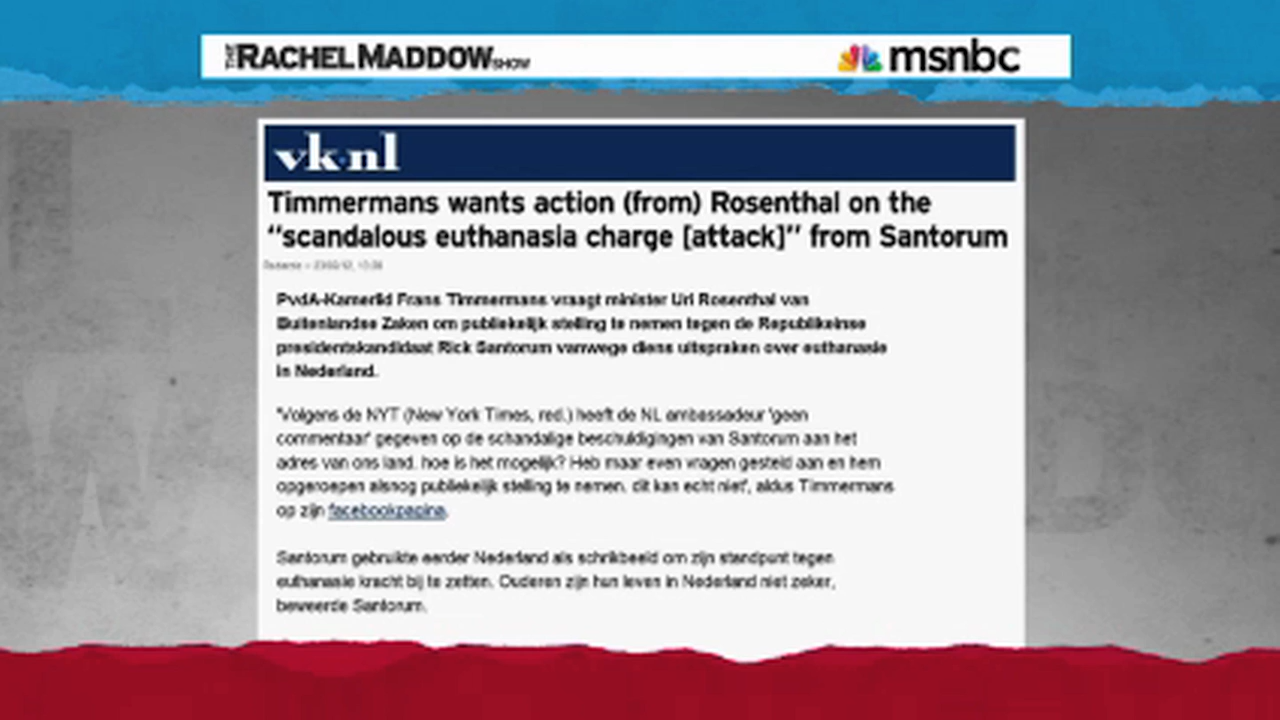 THE RACHEL MADDOW SHOW
msnbc
vk.nl
Timmermans wants action (from) Rosenthal on the
“scandalous euthanasia charge [attack]” from Santorum
PvdA-Kamerlid Frans Timmermans vraagt minister Uri Rosenthal van
Buitenlandse Zaken om publiekelijk stelling te nemen tegen de Republikeinse
presidentskandidaat Rick Santorum vanwege diens uitspraken over euthanasie
in Nederland.
'Volgens de NYT (New York Times, red.) heeft de NL ambassadeur 'geen
commentaar' gegeven op de schandalige beschuldigingen van Santorum aan het
adres van ons land. hoe is het mogelijk? Heb maar even vragen gesteld aan en hem
opgeroepen alsnog publiekelijk stelling te nemen. dit kan echt niet', aldus Timmermans
op zijn facebookpagina.
Santorum gebruikte eerder Nederland als schrikbeeld om zijn standpunt tegen
euthanasie kracht bij te zetten. Ouderen zijn hun leven in Nederland niet zeker,
beweerde Santorum.